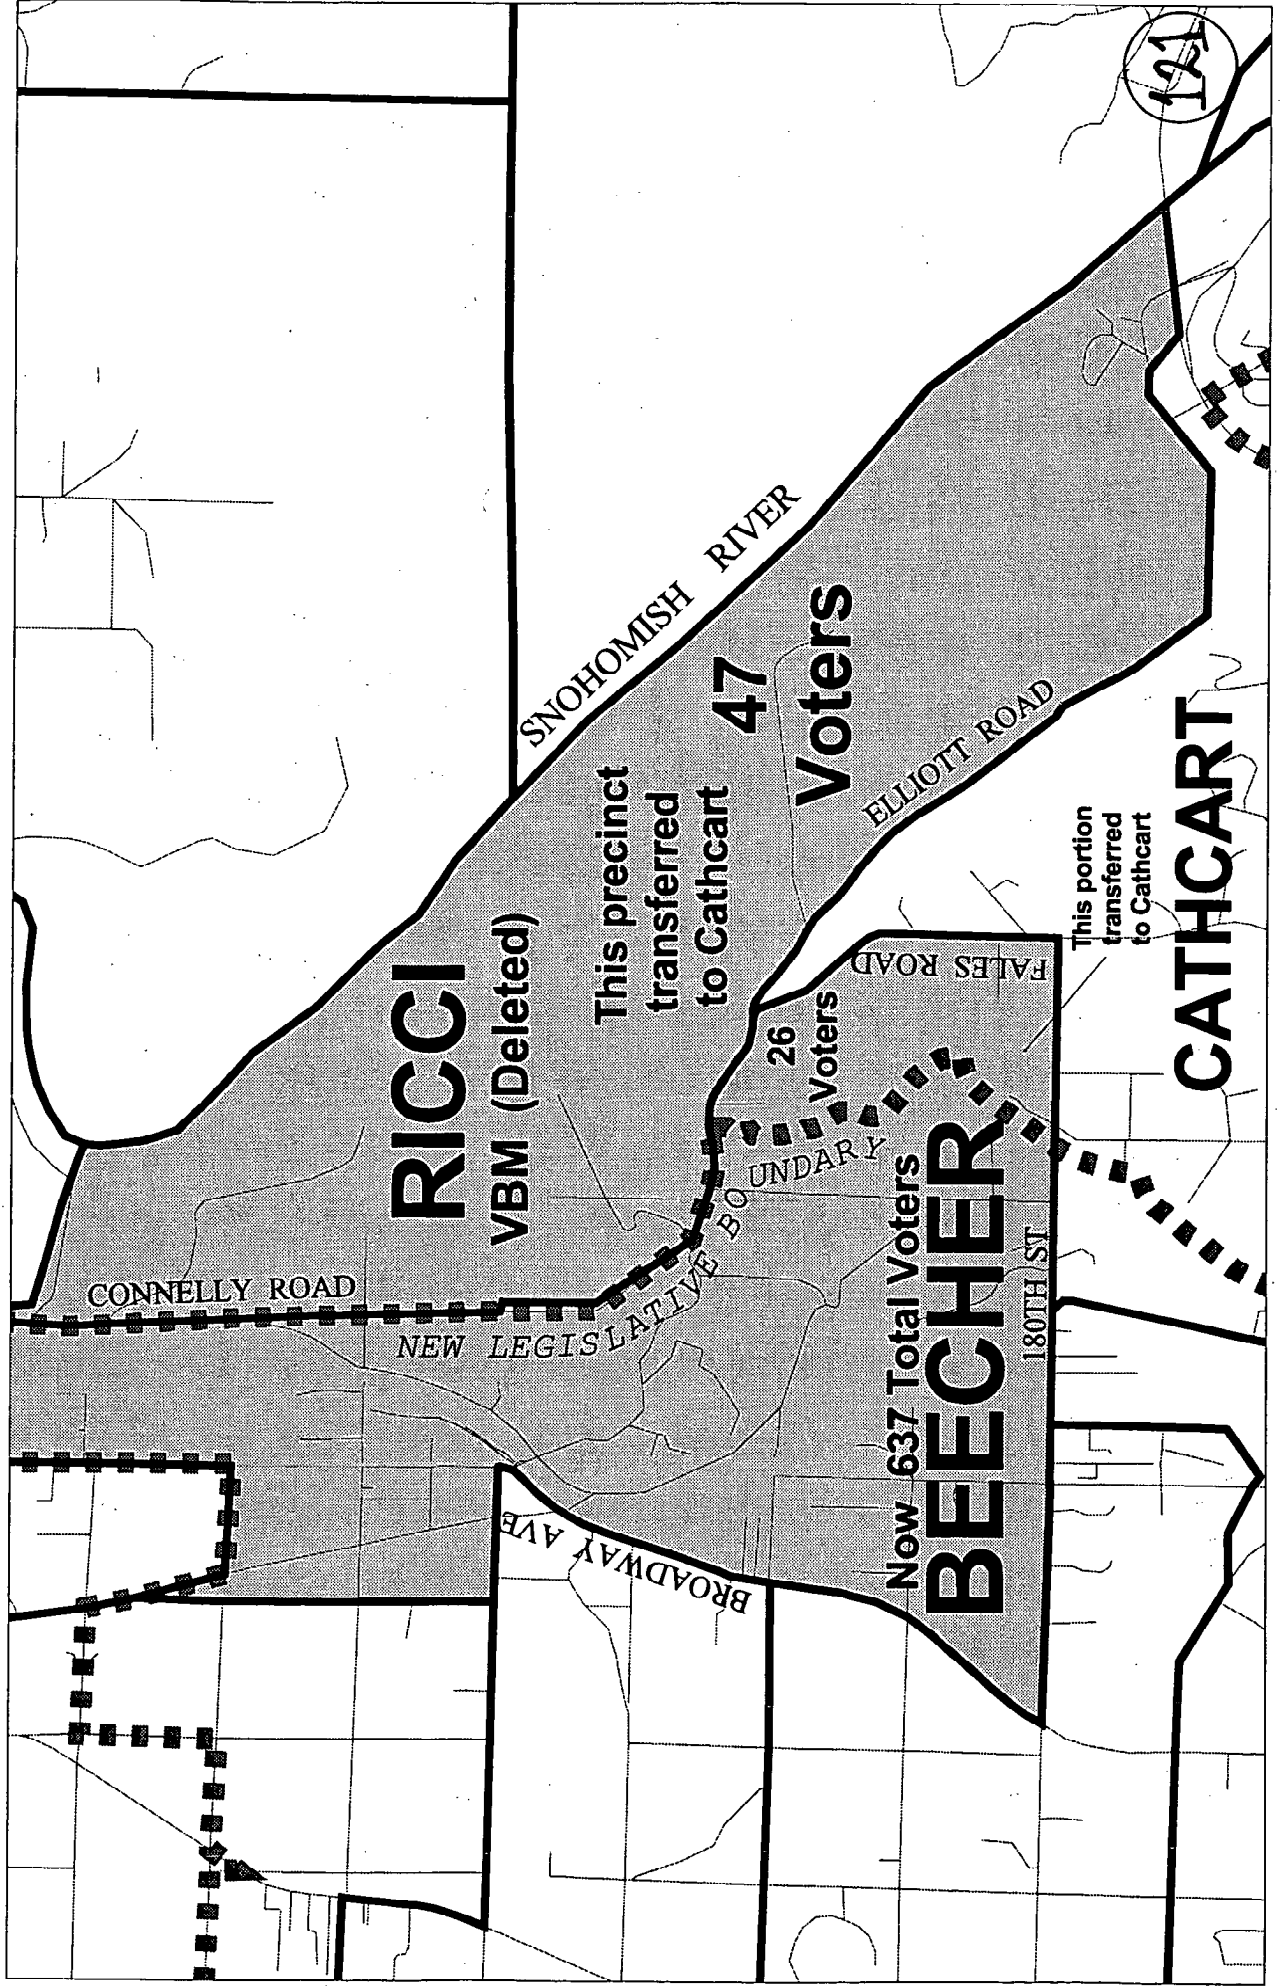 121
SNOHOMISH RIVER
RICCI
VBM (Deleted)
This precinct
transferred
to Cathcart
47
Voters
ELLIOTT ROAD
CONNELLY ROAD
NEW LEGISLATIVE BOUNDARY
26
Voters
FALES ROAD
This portion
transferred
to Cathcart
CATHCART
BROADWAY AVE
Now 637 Total Voters
BEECHER
180TH ST